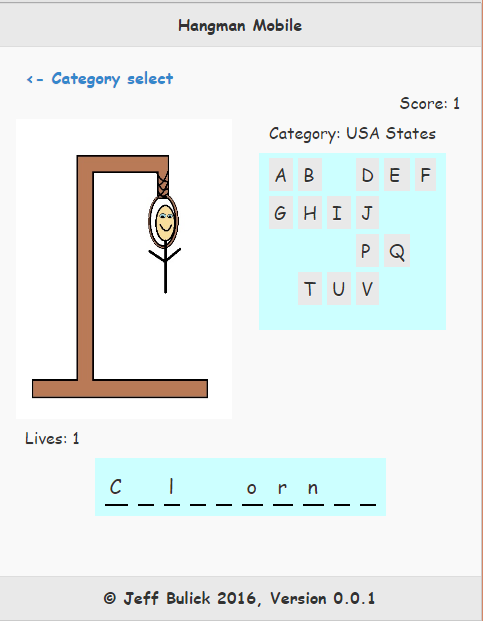 Hangman Mobile
<- Category select
Score: 1
Category: USA States
A B D E F
G H I J
P Q
T U V
Lives: 1
C _ l _ _ o r n _ _
© Jeff Bulick 2016, Version 0.0.1